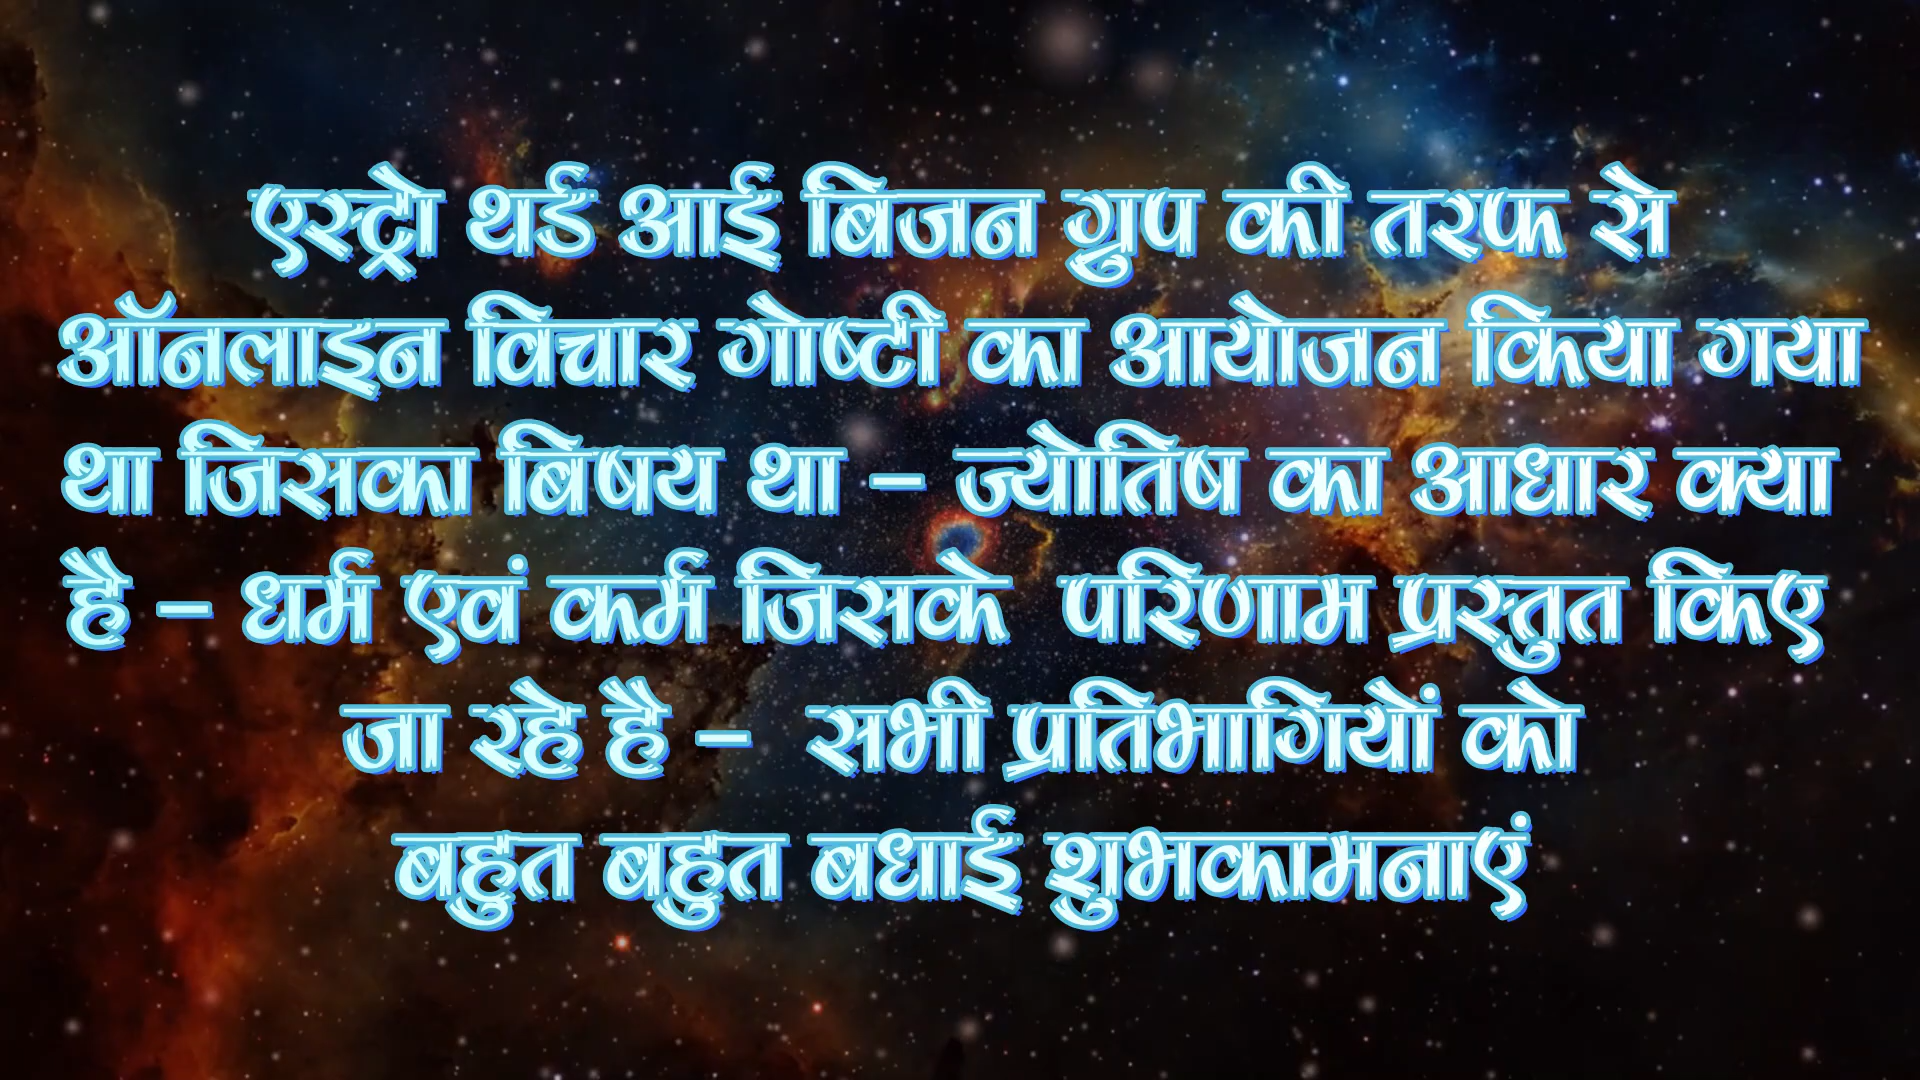 एस्ट्रो थर्ड आई बिजन ग्रुप की तरफ से
ऑनलाइन विचार गोष्टी का आयोजन किया गया
था जिसका बिषय था – ज्योतिष का आधार क्या
है – धर्म एवं कर्म जिसके परिणाम प्रस्तुत किए
जा रहे है – सभी प्रतिभागियों को
बहुत बहुत बधाई शुभकामनाएं